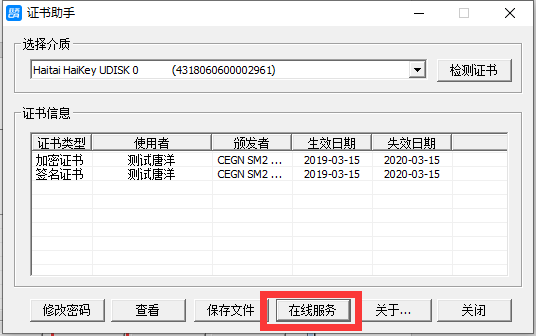 证书助手
选择介质
Haitai HaiKey UDISK 0 (4318060600002961)
检测证书
证书信息
证书类型 使用者 颁发者 生效日期 失效日期
加密证书 测试唐洋 CEGN SM2 ... 2019-03-15 2020-03-15
签名证书 测试唐洋 CEGN SM2 ... 2019-03-15 2020-03-15
修改密码 查看 保存文件 在线服务 关于... 关闭